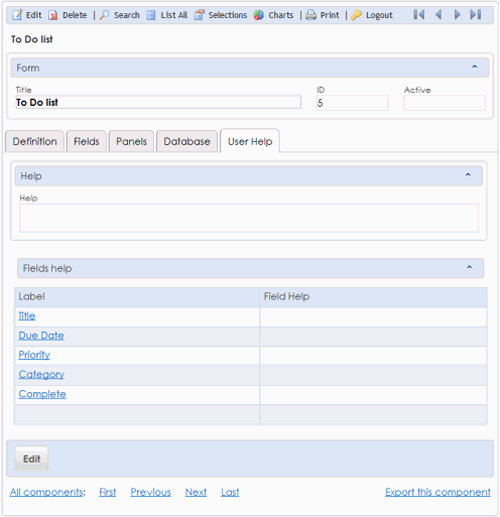 Edit Delete | Search List All Selections Charts | Print | Logout
To Do list
Form
Title ID Active
To Do list 5
Definition Fields Panels Database User Help
Help
Help
Fields help
Label Field Help
Title
Due Date
Priority
Category
Complete
Edit
All components: First Previous Next Last Export this component